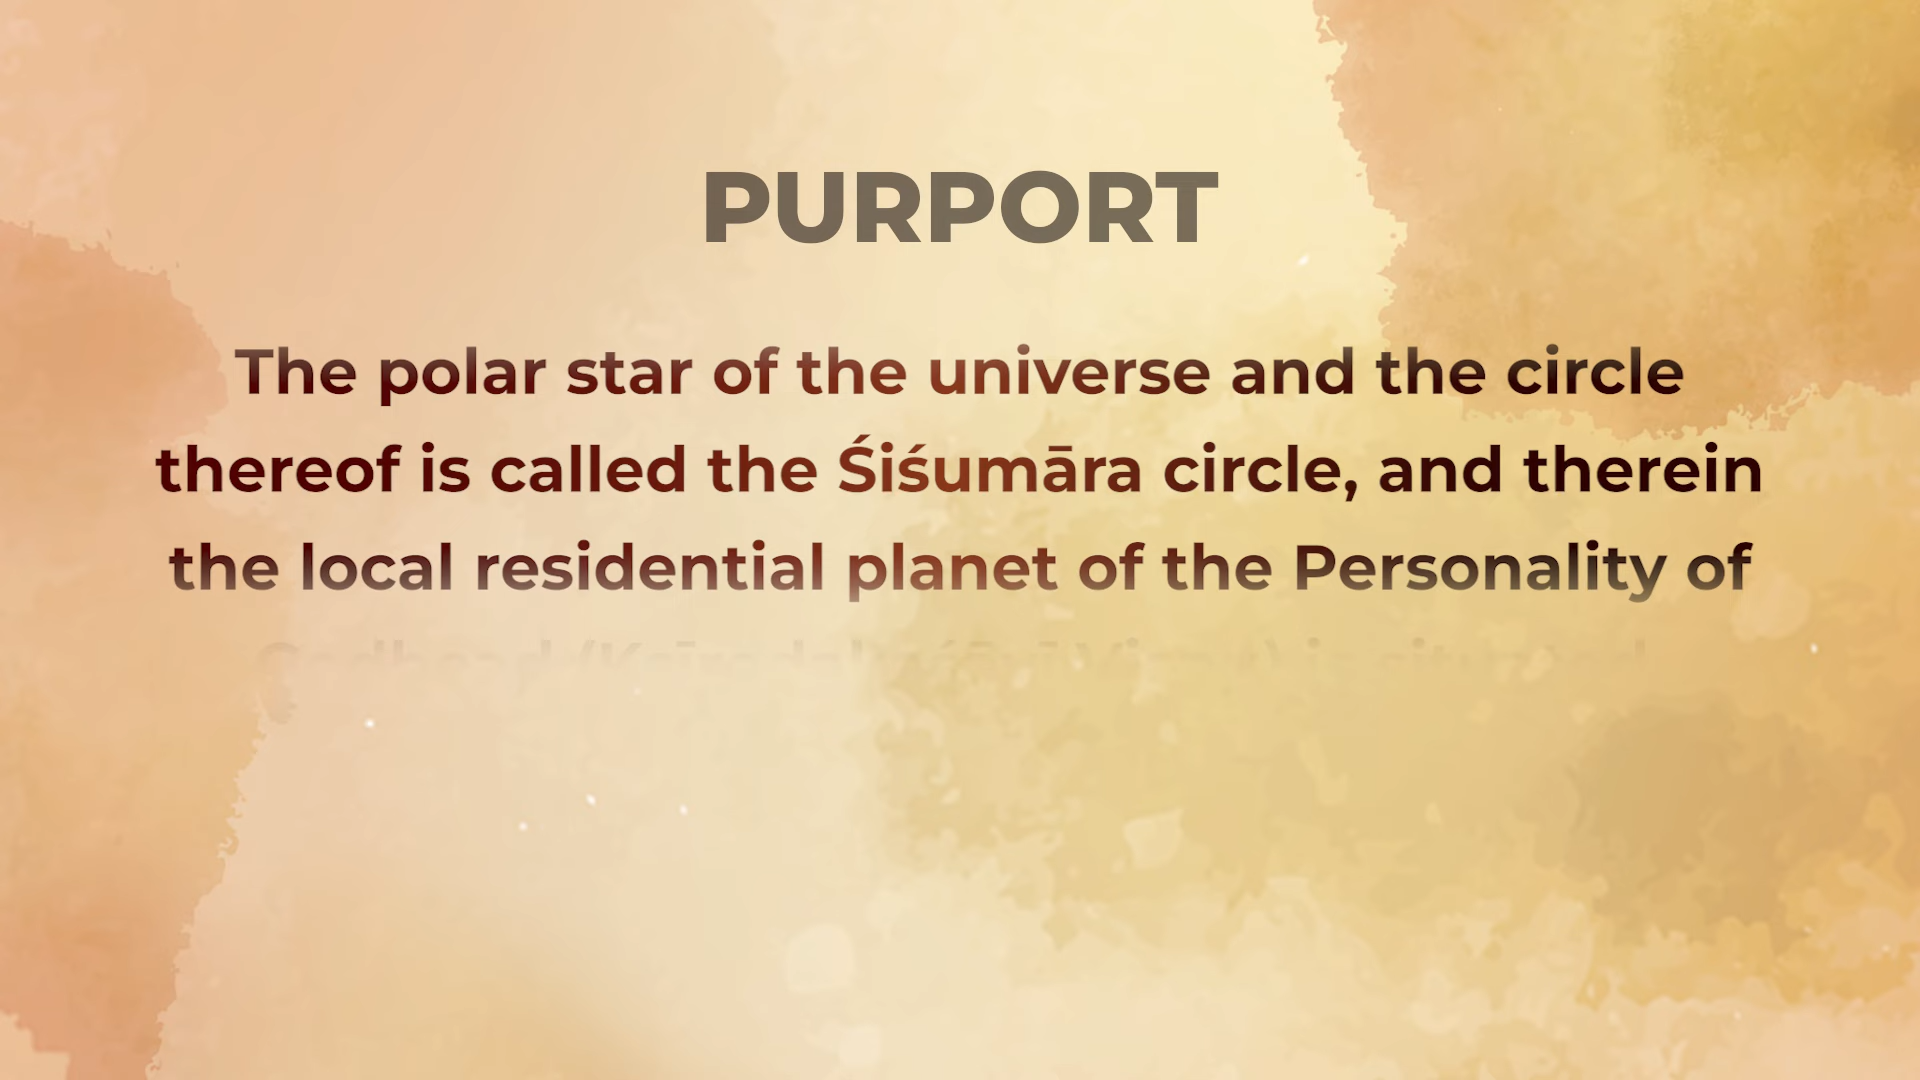 PURPORT
The polar star of the universe and the circle
thereof is called the Śiśumāra circle, and therein
the local residential planet of the Personality of